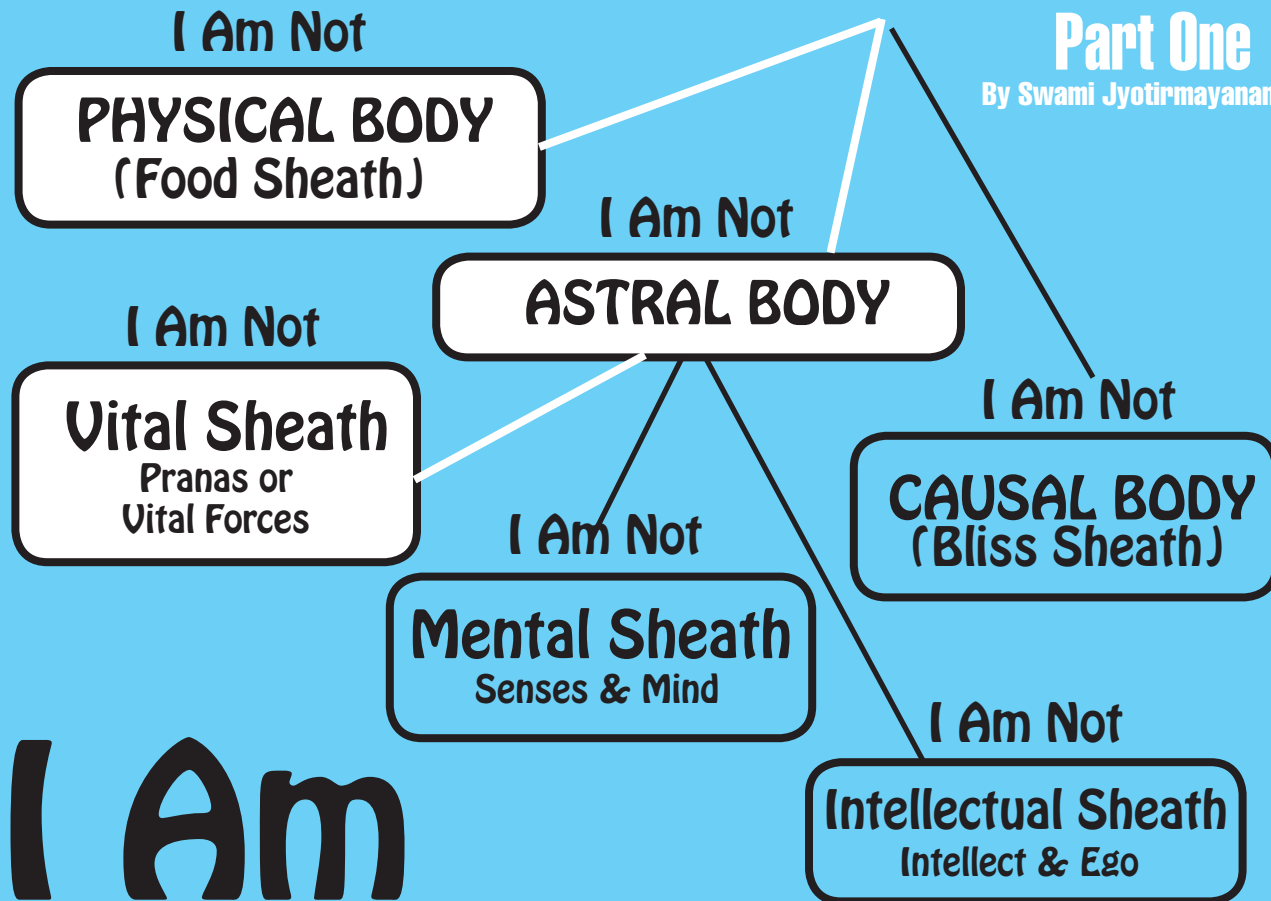 I Am Not
PHYSICAL BODY
(Food Sheath)
Part One
By Swami Jyotirmayanan
I Am Not
ASTRAL BODY
I Am Not
Vital Sheath
Pranas or
Vital Forces
I Am Not
CAUSAL BODY
(Bliss Sheath)
I Am Not
Mental Sheath
Senses & Mind
I Am Not
Intellectual Sheath
Intellect & Ego
I Am